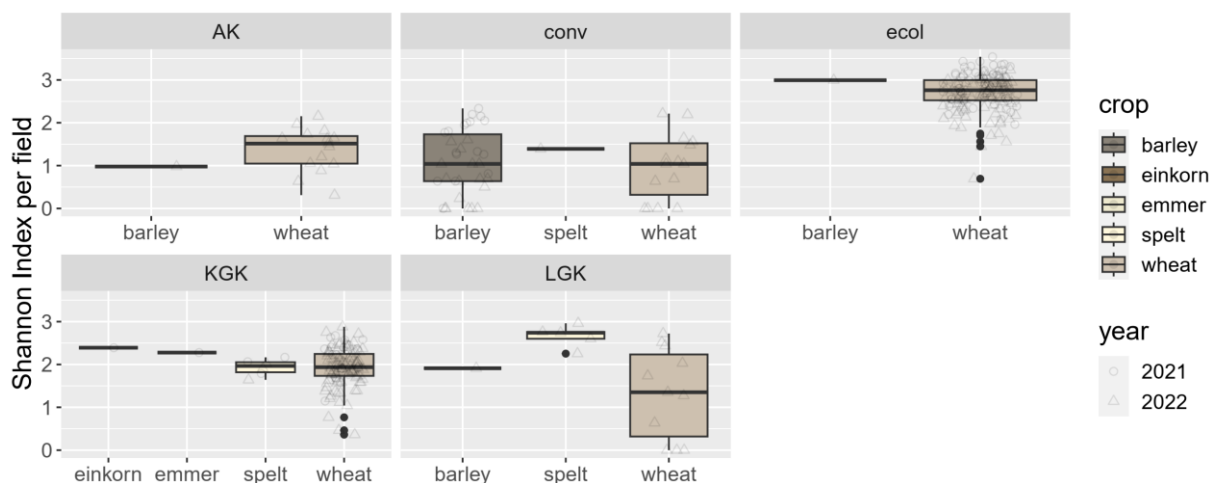 AK conv ecol
Shannon Index per field
3
2
1
0
barley wheat barley spelt wheat barley wheat
KGK LGK
3
2
1
0
einkorn emmer spelt wheat barley spelt wheat
crop
barley
einkorn
emmer
spelt
wheat
year
2021
2022